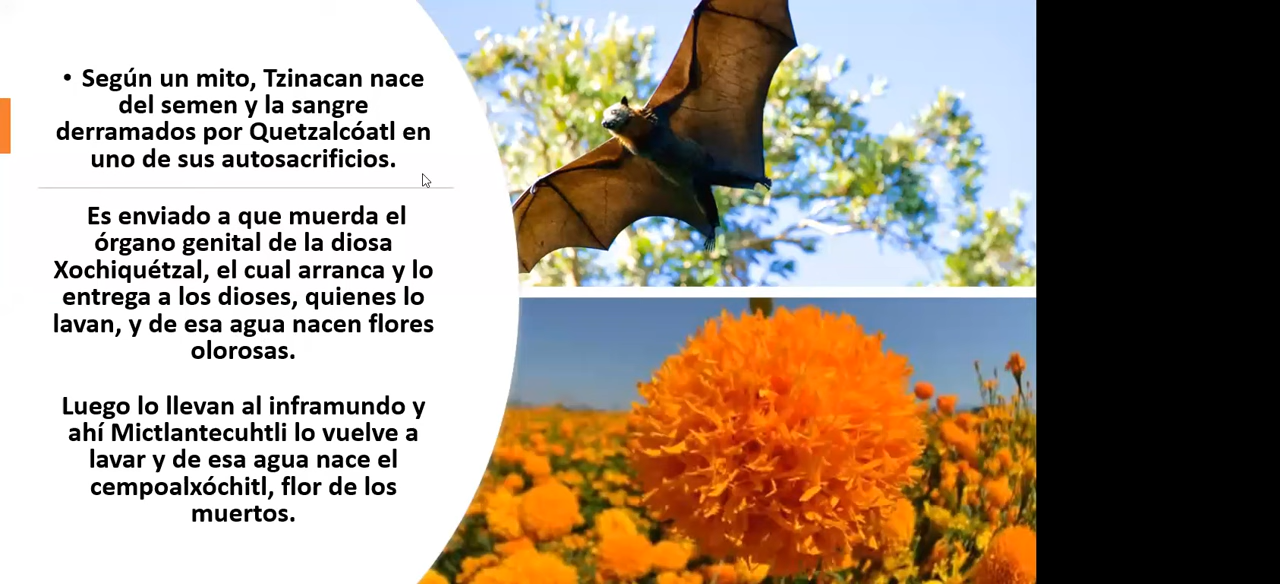 • Según un mito, Tzinacan nace
del semen y la sangre
derramados por Quetzalcóatl en
uno de sus autosacrificios.
Es enviado a que muerda el
órgano genital de la diosa
Xochiquétzal, el cual arranca y lo
entrega a los dioses, quienes lo
lavan, y de esa agua nacen flores
olorosas.
Luego lo llevan al inframundo y
ahí Mictlantecuhtli lo vuelve a
lavar y de esa agua nace el
cempoalxóchitl, flor de los
muertos.